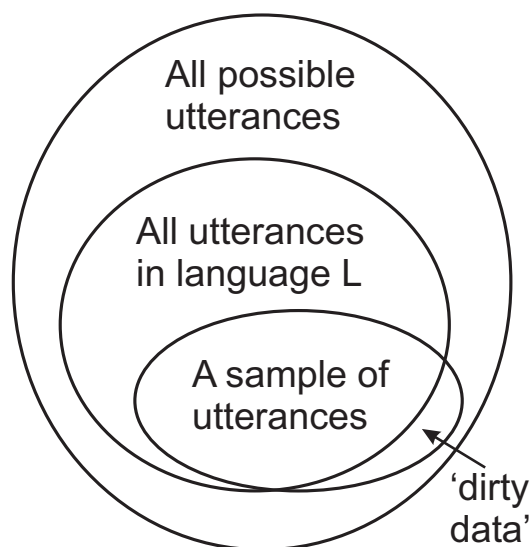 All possible
utterances
All utterances
in language L
A sample of
utterances
‘dirty
data’